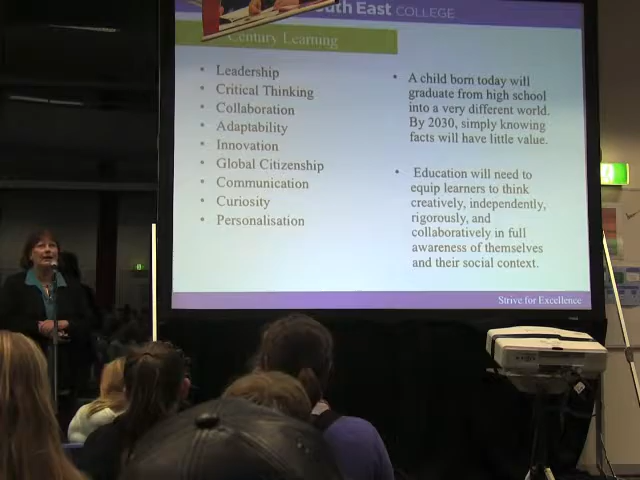 East COLLEGE
Century Learning
• Leadership
• Critical Thinking
• Collaboration
• Adaptability
• Innovation
• Global Citizenship
• Communication
• Curiosity
• Personalisation
• A child born today will
graduate from high school
into a very different world.
By 2030, simply knowing
facts will have little value.
• Education will need to
equip learners to think
creatively, independently,
rigorously, and
collaboratively in full
awareness of themselves
and their social context.
Strive for Excellence